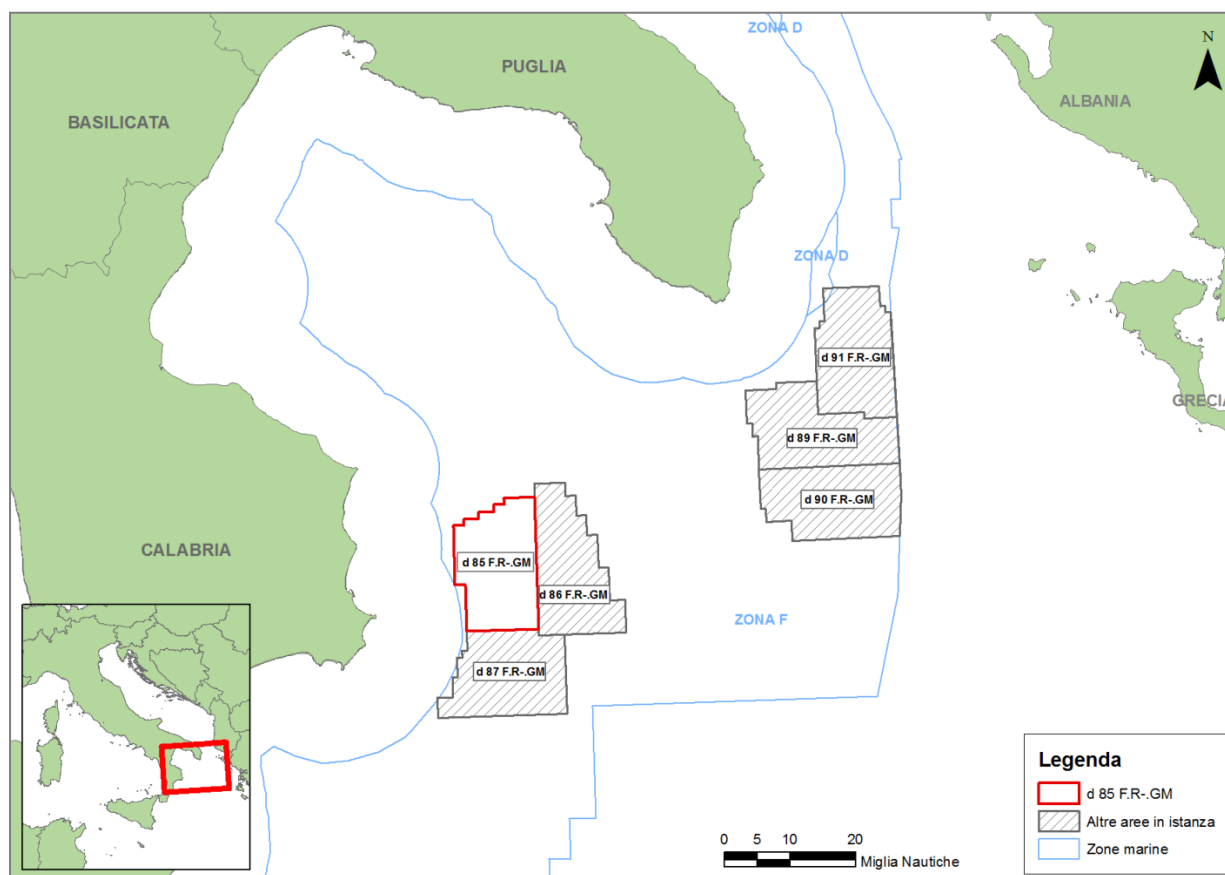 ZONA D
N
PUGLIA
ALBANIA
BASILICATA
ZONA D
d 91 F.R-.GM
GRECIA
d 89 F.R-.GM
d 90 F.R-.GM
CALABRIA
d 85 F.R-.GM
d 86 F.R-.GM
ZONA F
d 87 F.R-.GM
Legenda
d 85 F.R-.GM
Altre aree in istanza
Zone marine
0 5 10 20
Miglia Nautiche